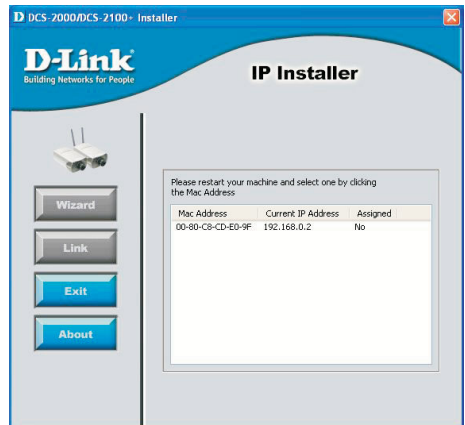 DCS-2000/DCS-2100+ Installer
D-Link
Building Networks for People
IP Installer
Please restart your machine and select one by clicking
the Mac Address
Mac Address Current IP Address Assigned
00-80-C8-CD-E0-9F 192.168.0.2 No
Wizard
Link
Exit
About